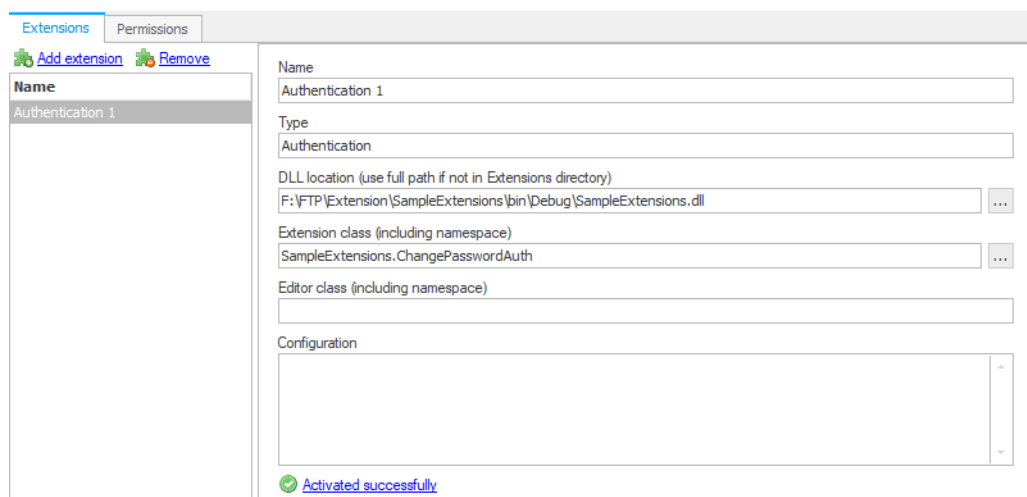 Extensions Permissions
Add extension Remove
Name
Authentication 1
Name
Authentication 1
Type
Authentication
DLL location (use full path if not in Extensions directory)
F:\FTP\Extension\SampleExtensions\bin\Debug\SampleExtensions.dll
...
Extension class (including namespace)
SampleExtensions.ChangePasswordAuth
...
Editor class (including namespace)
Configuration
Activated successfully